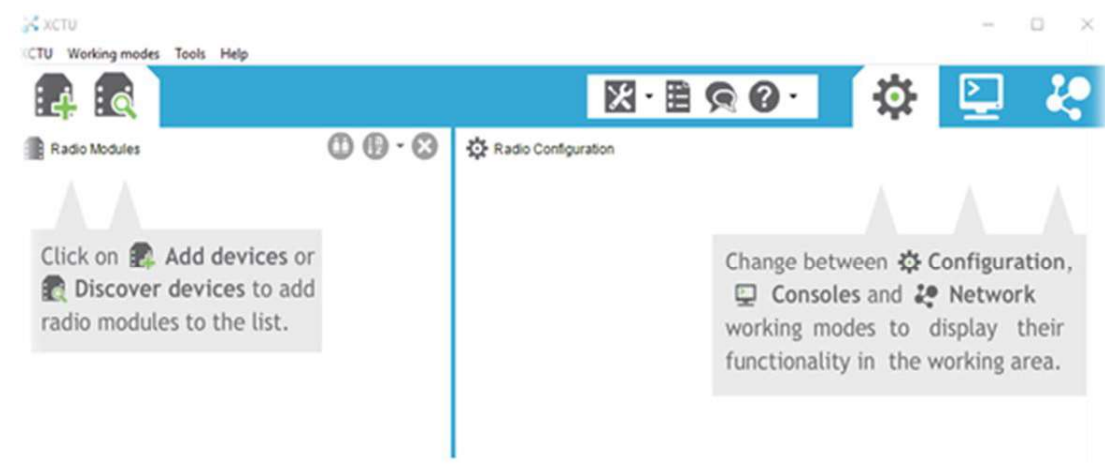 XCTU
XCTU Working modes Tools Help
Radio Modules
Radio Configuration
Click on Add devices or
Discover devices to add
radio modules to the list.
Change between Configuration,
Consoles and Network
working modes to display their
functionality in the working area.